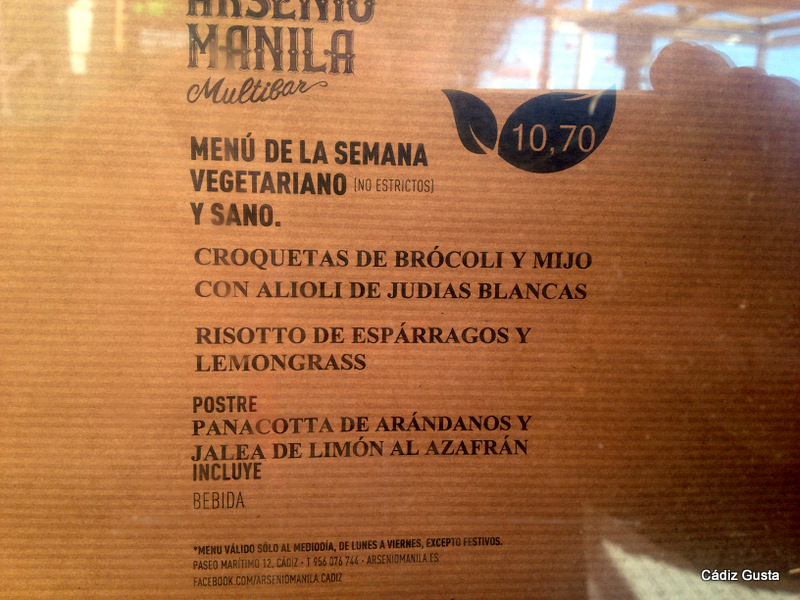 ARSENIO
MANILA
Multibar
10,70
MENÚ DE LA SEMANA
VEGETARIANO (NO ESTRICTOS)
Y SANO.
CROQUETAS DE BRÓCOLI Y MIJO
CON ALIOLI DE JUDIAS BLANCAS
RISOTTO DE ESPÁRRAGOS Y
LEMONGRASS
POSTRE
PANACOTTA DE ARÁNDANOS Y
JALEA DE LIMÓN AL AZAFRÁN
INCLUYE
BEBIDA
*MENU VÁLIDO SÓLO AL MEDIODÍA, DE LUNES A VIERNES, EXCEPTO FESTIVOS.
PASEO MARÍTIMO 12, CÁDIZ · T 956 076 744 · ARSENIOMANILA.ES
FACEBOOK.COM/ARSENIOMANILA.CADIZ
Cádiz Gusta